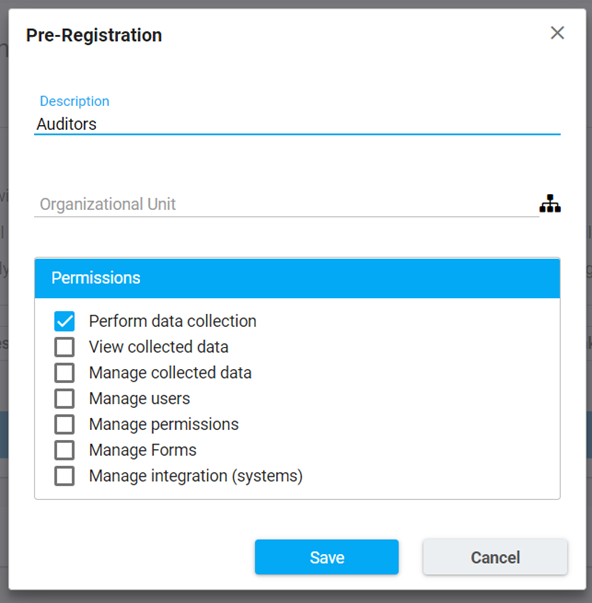 Pre-Registration
Description
Auditors
Organizational Unit
Permissions
Perform data collection
View collected data
Manage collected data
Manage users
Manage permissions
Manage Forms
Manage integration (systems)
Save
Cancel